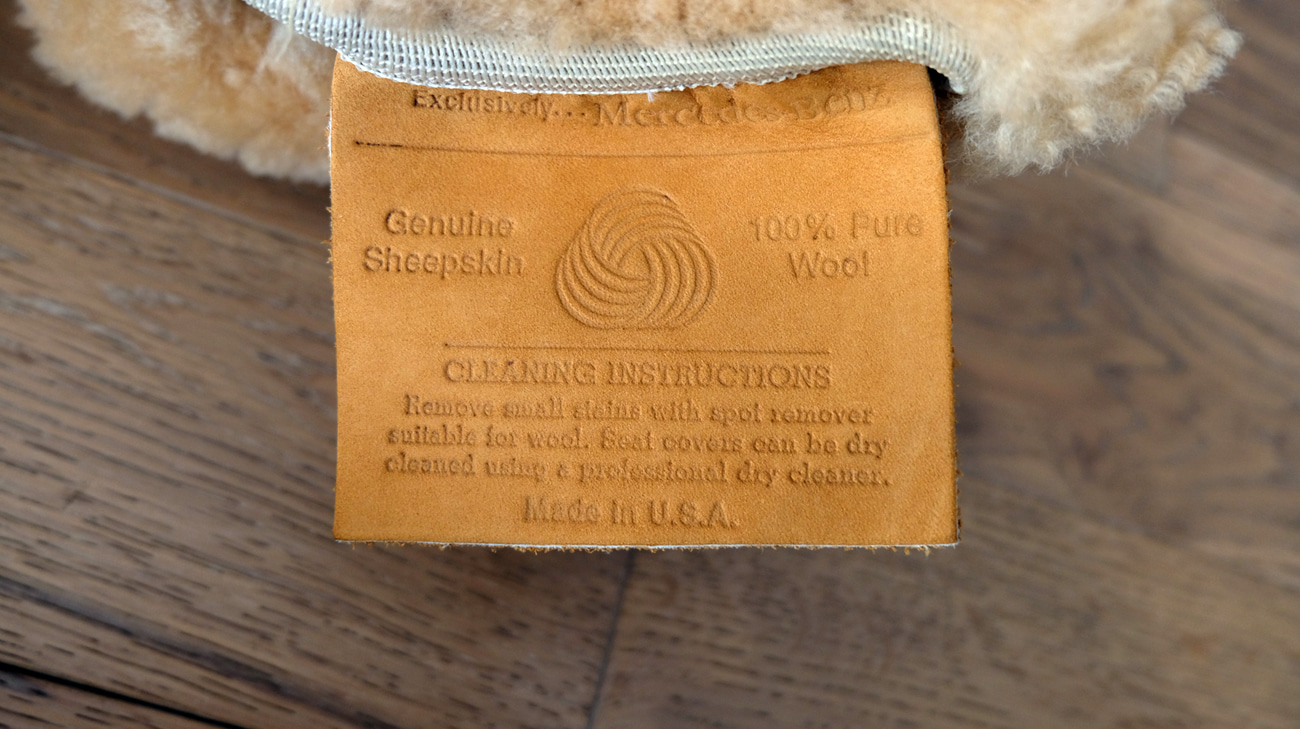 Exclusively... Mercedes-Benz
Genuine
Sheepskin
100% Pure
Wool
CLEANING INSTRUCTIONS
Remove small stains with spot remover
suitable for wool. Seat covers can be dry
cleaned using a professional dry cleaner.
Made in U.S.A.